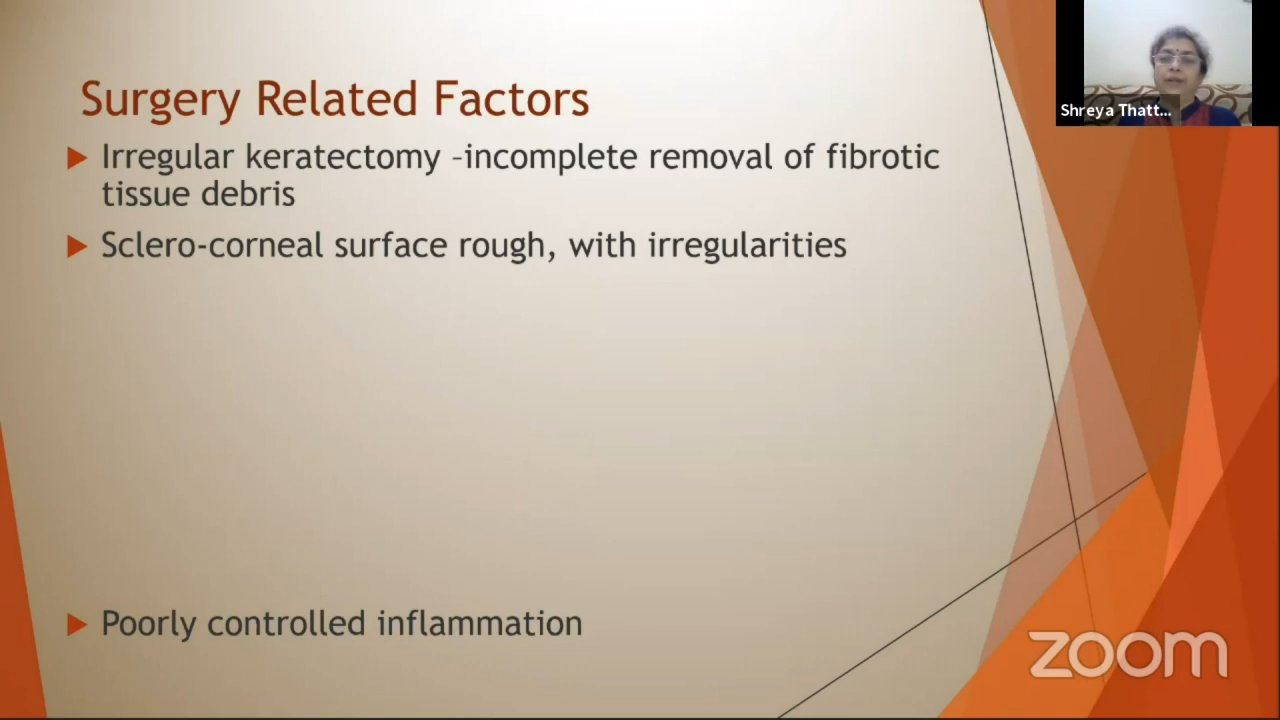 Shreya Thatt...
Surgery Related Factors
Irregular keratectomy –incomplete removal of fibrotic
tissue debris
Sclero-corneal surface rough, with irregularities
Poorly controlled inflammation
zoom